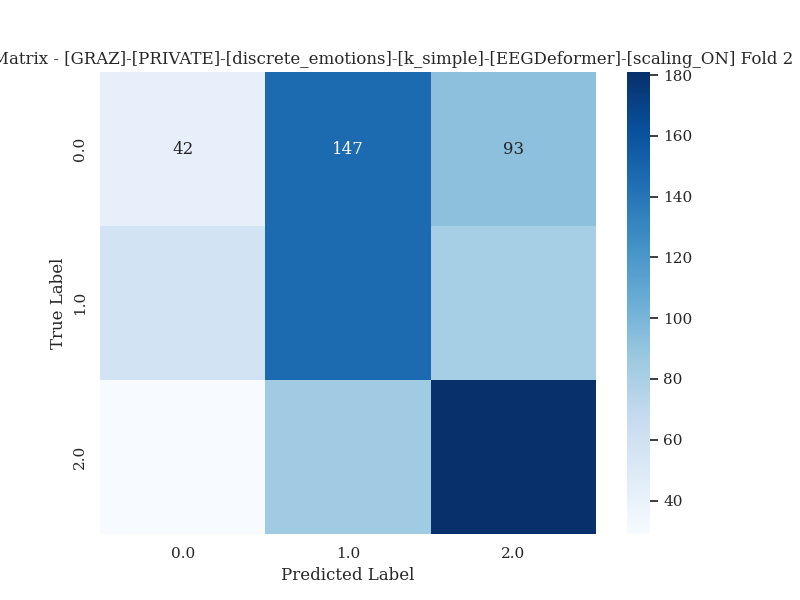 Matrix - [GRAZ]-[PRIVATE]-[discrete_emotions]-[k_simple]-[EEGDeformer]-[scaling_ON] Fold 2
42 147 93
0.0
1.0
2.0
True Label
0.0 1.0 2.0
Predicted Label
180
160
140
120
100
80
60
40